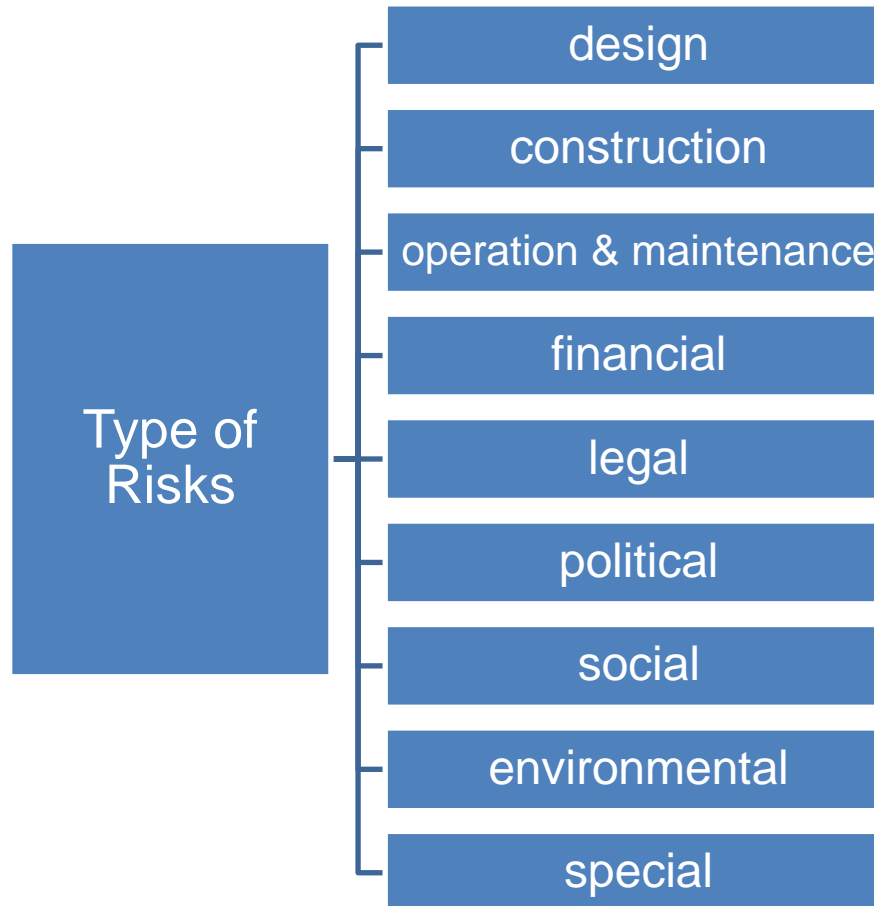 Type of
Risks
design
construction
operation & maintenance
financial
legal
political
social
environmental
special